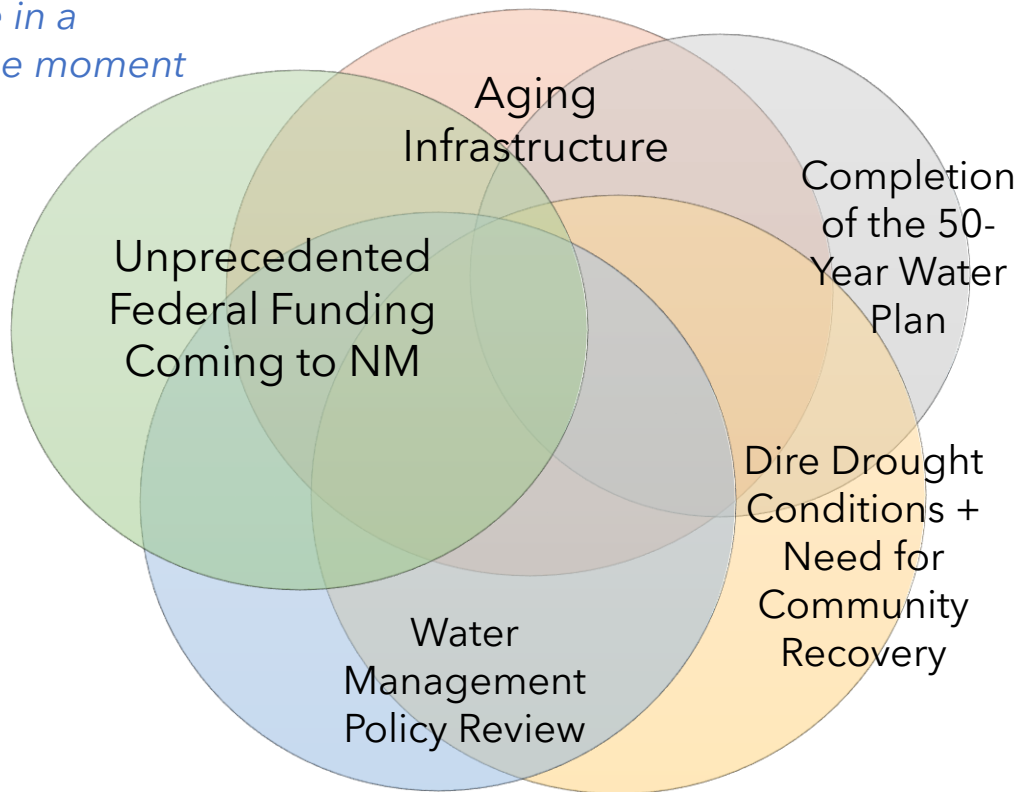 in a
e moment
Aging
Infrastructure
Completion
of the 50-
Year Water
Plan
Unprecedented
Federal Funding
Coming to NM
Dire Drought
Conditions +
Need for
Community
Recovery
Water
Management
Policy Review